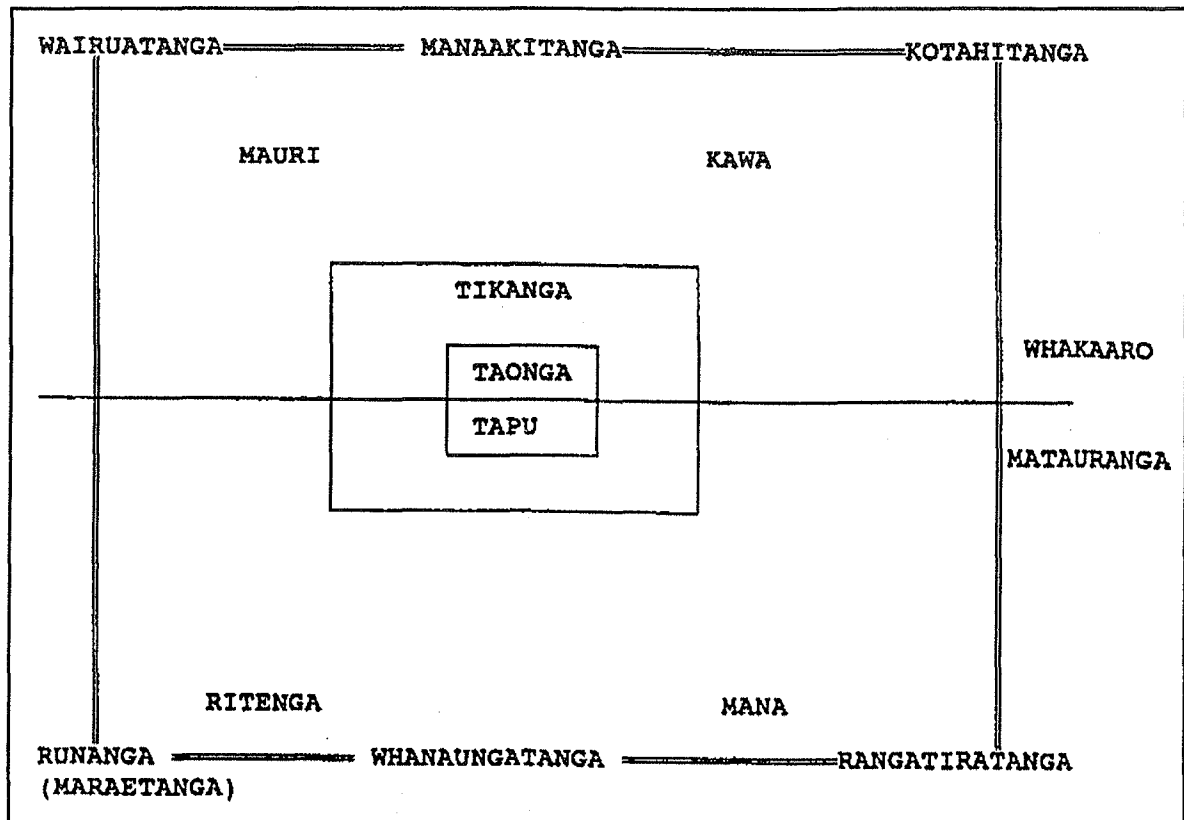 WAIRUATANGA MANAAKITANGA KOTAHITANGA
MAURI KAWA
TIKANGA
WHAKAARO
TAONGA
TAPU
MATAURANGA
RITENGA MANA
RUNANGA WHANAUNGATANGA RANGATIRATANGA
(MARAETANGA)